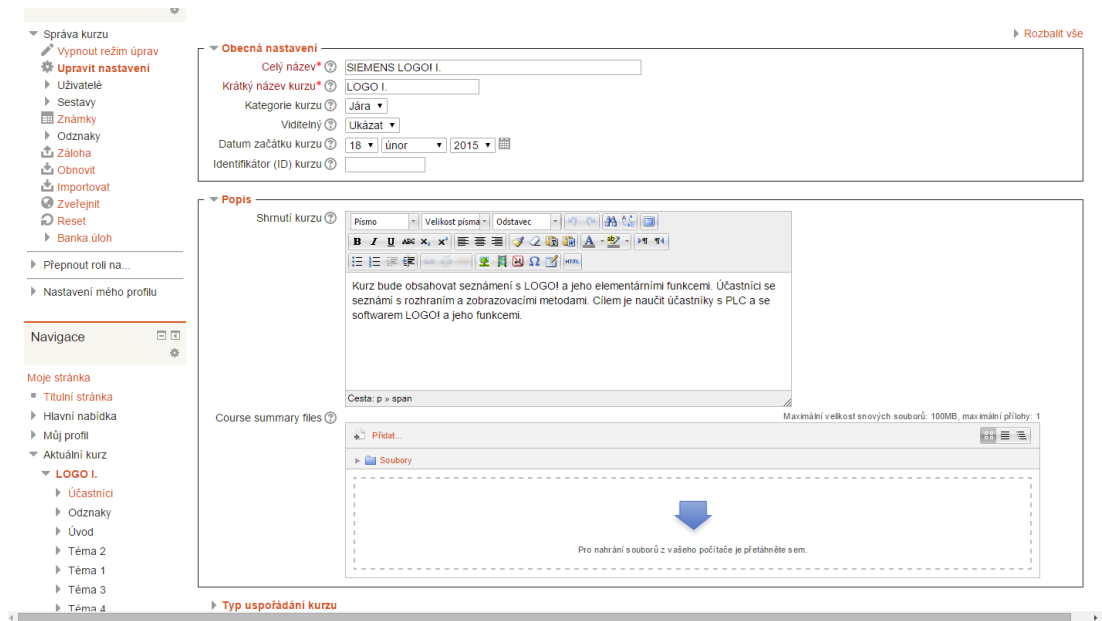 Správa kurzu
Vypnout režim úprav
Upravit nastavení
Uživatelé
Sestavy
Známky
Odznaky
Záloha
Obnovit
Importovat
Zveřejnit
Reset
Banka úloh
Přepnout roli na...
Nastavení mého profilu
Navigace
Moje stránka
Titulní stránka
Hlavní nabídka
Můj profil
Aktuální kurz
LOGO I.
Účastníci
Odznaky
Úvod
Téma 2
Téma 1
Téma 3
Téma 4
Rozbalit vše
Obecná nastavení
Celý název* SIEMENS LOGO! I.
Krátký název kurzu* LOGO I.
Kategorie kurzu Jára
Viditelný Ukázat
Datum začátku kurzu 18 únor 2015
Identifikátor (ID) kurzu
Popis
Shrnutí kurzu
Písmo Velikost písma Odstavec
B I U ABC X₂ X² A ab
Ω HTML
Kurz bude obsahovat seznámení s LOGO! a jeho elementárními funkcemi. Účastníci se
seznámí s rozhraním a zobrazovacími metodami. Cílem je naučit účastníky s PLC a se
softwarem LOGO! a jeho funkcemi.
Cesta: p » span
Course summary files
Maximální velikost snových souborů: 100MB, maximální přílohy: 1
Přidat...
Soubory
Pro nahrání souborů z vašeho počítače je přetáhněte sem.
Typ uspořádání kurzu